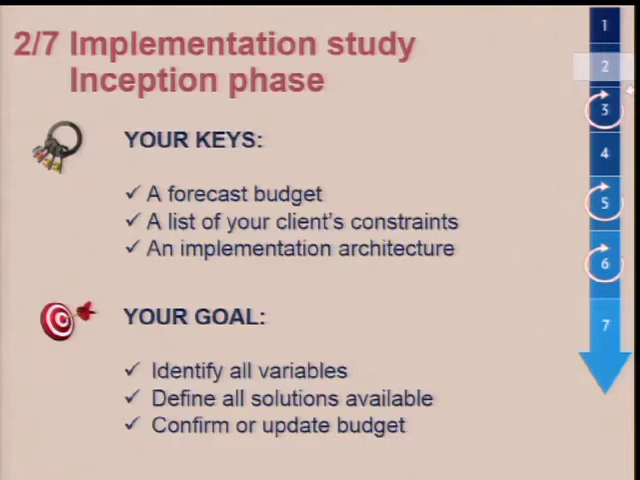 2/7 Implementation study
Inception phase
YOUR KEYS:
✓ A forecast budget
✓ A list of your client's constraints
✓ An implementation architecture
YOUR GOAL:
✓ Identify all variables
✓ Define all solutions available
✓ Confirm or update budget
1
2
3
4
5
6
7